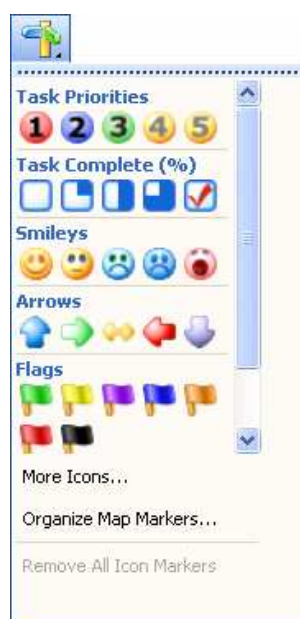 Task Priorities
1 2 3 4 5
Task Complete (%)
Smileys
Arrows
Flags
More Icons...
Organize Map Markers...
Remove All Icon Markers